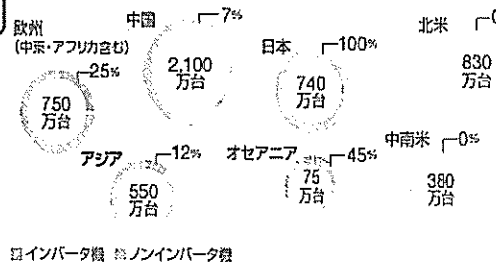 欧州
(中東・アフリカ含む)
25%
750
万台
中国
7%
2,100
万台
日本
100%
740
万台
北米
830
万台
アジア
12%
550
万台
オセアニア
45%
75
万台
中南米
0%
380
万台
インバータ機
ノンインバータ機